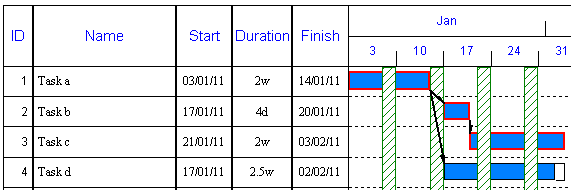 Jan
ID Name Start Duration Finish
3 10 17 24 31
1 Task a 03/01/11 2w 14/01/11
2 Task b 17/01/11 4d 20/01/11
3 Task c 21/01/11 2w 03/02/11
4 Task d 17/01/11 2.5w 02/02/11